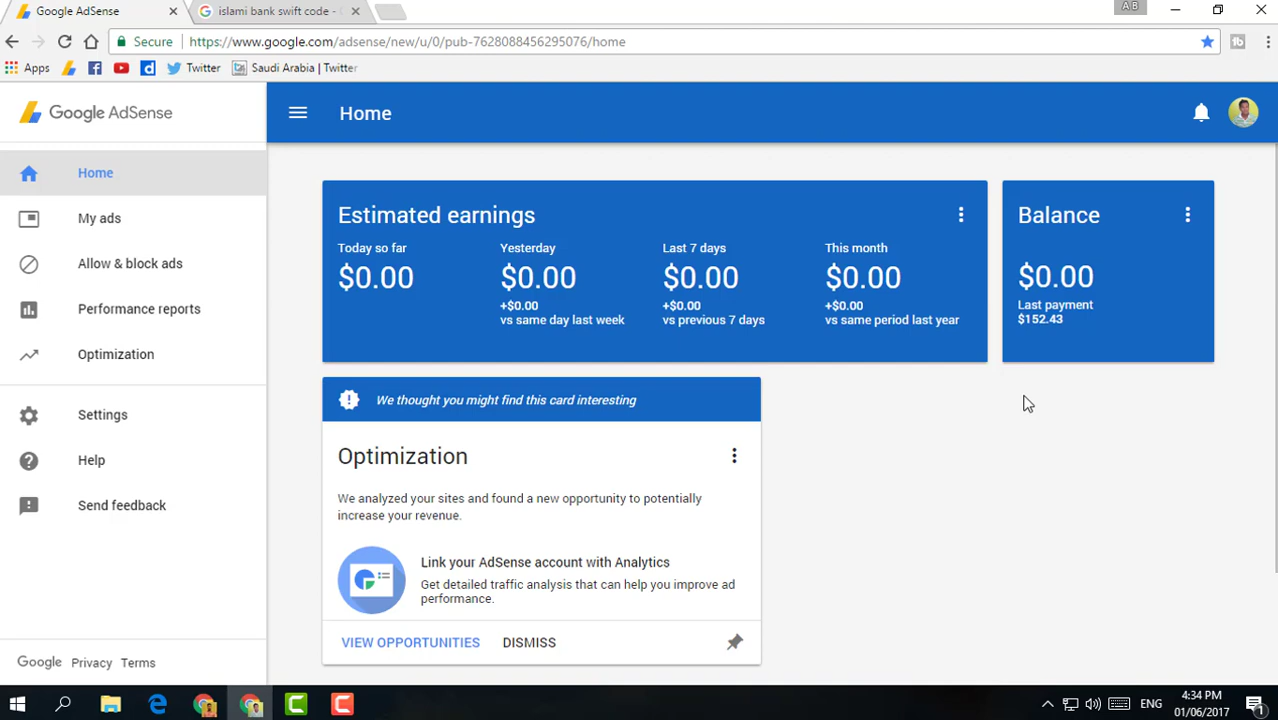 Google AdSense
islami bank swift code - G
A B
Secure
https://www.google.com/adsense/new/u/0/pub-7628088456295076/home
Apps
Twitter
Saudi Arabia | Twitter
Google AdSense
Home
Home
My ads
Allow & block ads
Performance reports
Optimization
Settings
Help
Send feedback
Google Privacy Terms
Estimated earnings
Today so far
$0.00
Yesterday
$0.00
+$0.00
vs same day last week
Last 7 days
$0.00
+$0.00
vs previous 7 days
This month
$0.00
+$0.00
vs same period last year
Balance
$0.00
Last payment
$152.43
We thought you might find this card interesting
Optimization
We analyzed your sites and found a new opportunity to potentially
increase your revenue.
Link your AdSense account with Analytics
Get detailed traffic analysis that can help you improve ad
performance.
VIEW OPPORTUNITIES DISMISS
ENG
4:34 PM
01/06/2017
1